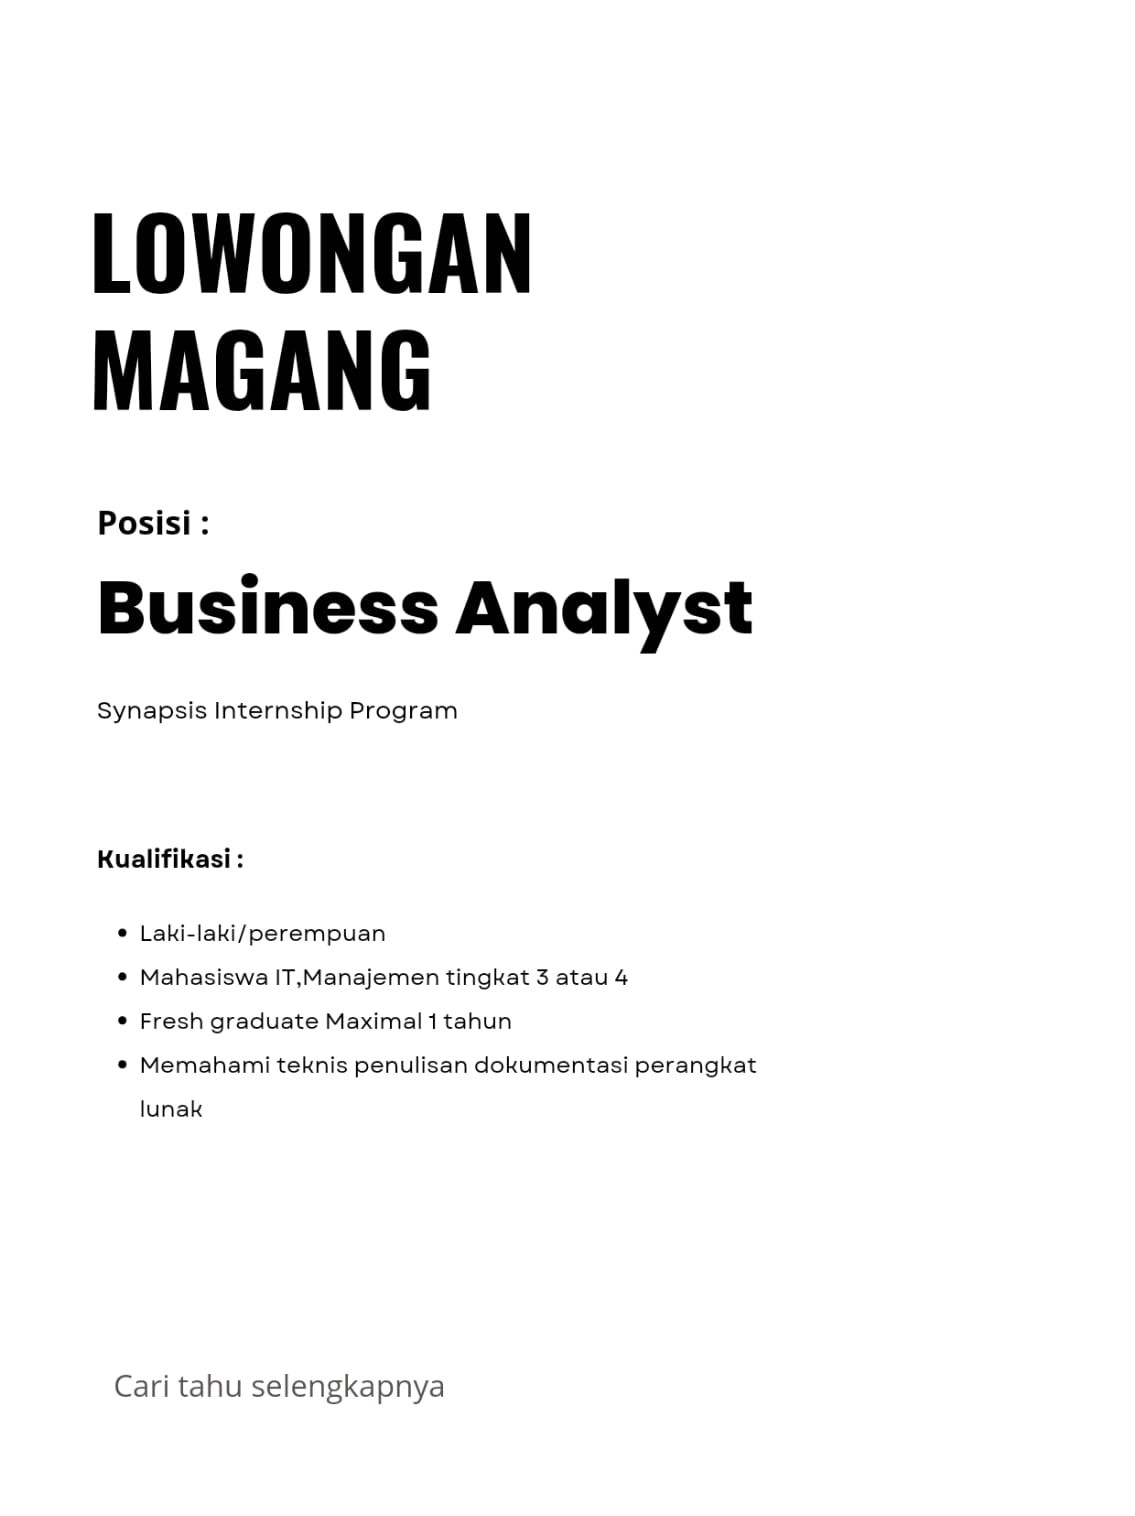 LOWONGAN
MAGANG
Posisi :
Business Analyst
Synapsis Internship Program
Kualifikasi :
• Laki-laki/perempuan
• Mahasiswa IT,Manajemen tingkat 3 atau 4
• Fresh graduate Maximal 1 tahun
• Memahami teknis penulisan dokumentasi perangkat
lunak
Cari tahu selengkapnya